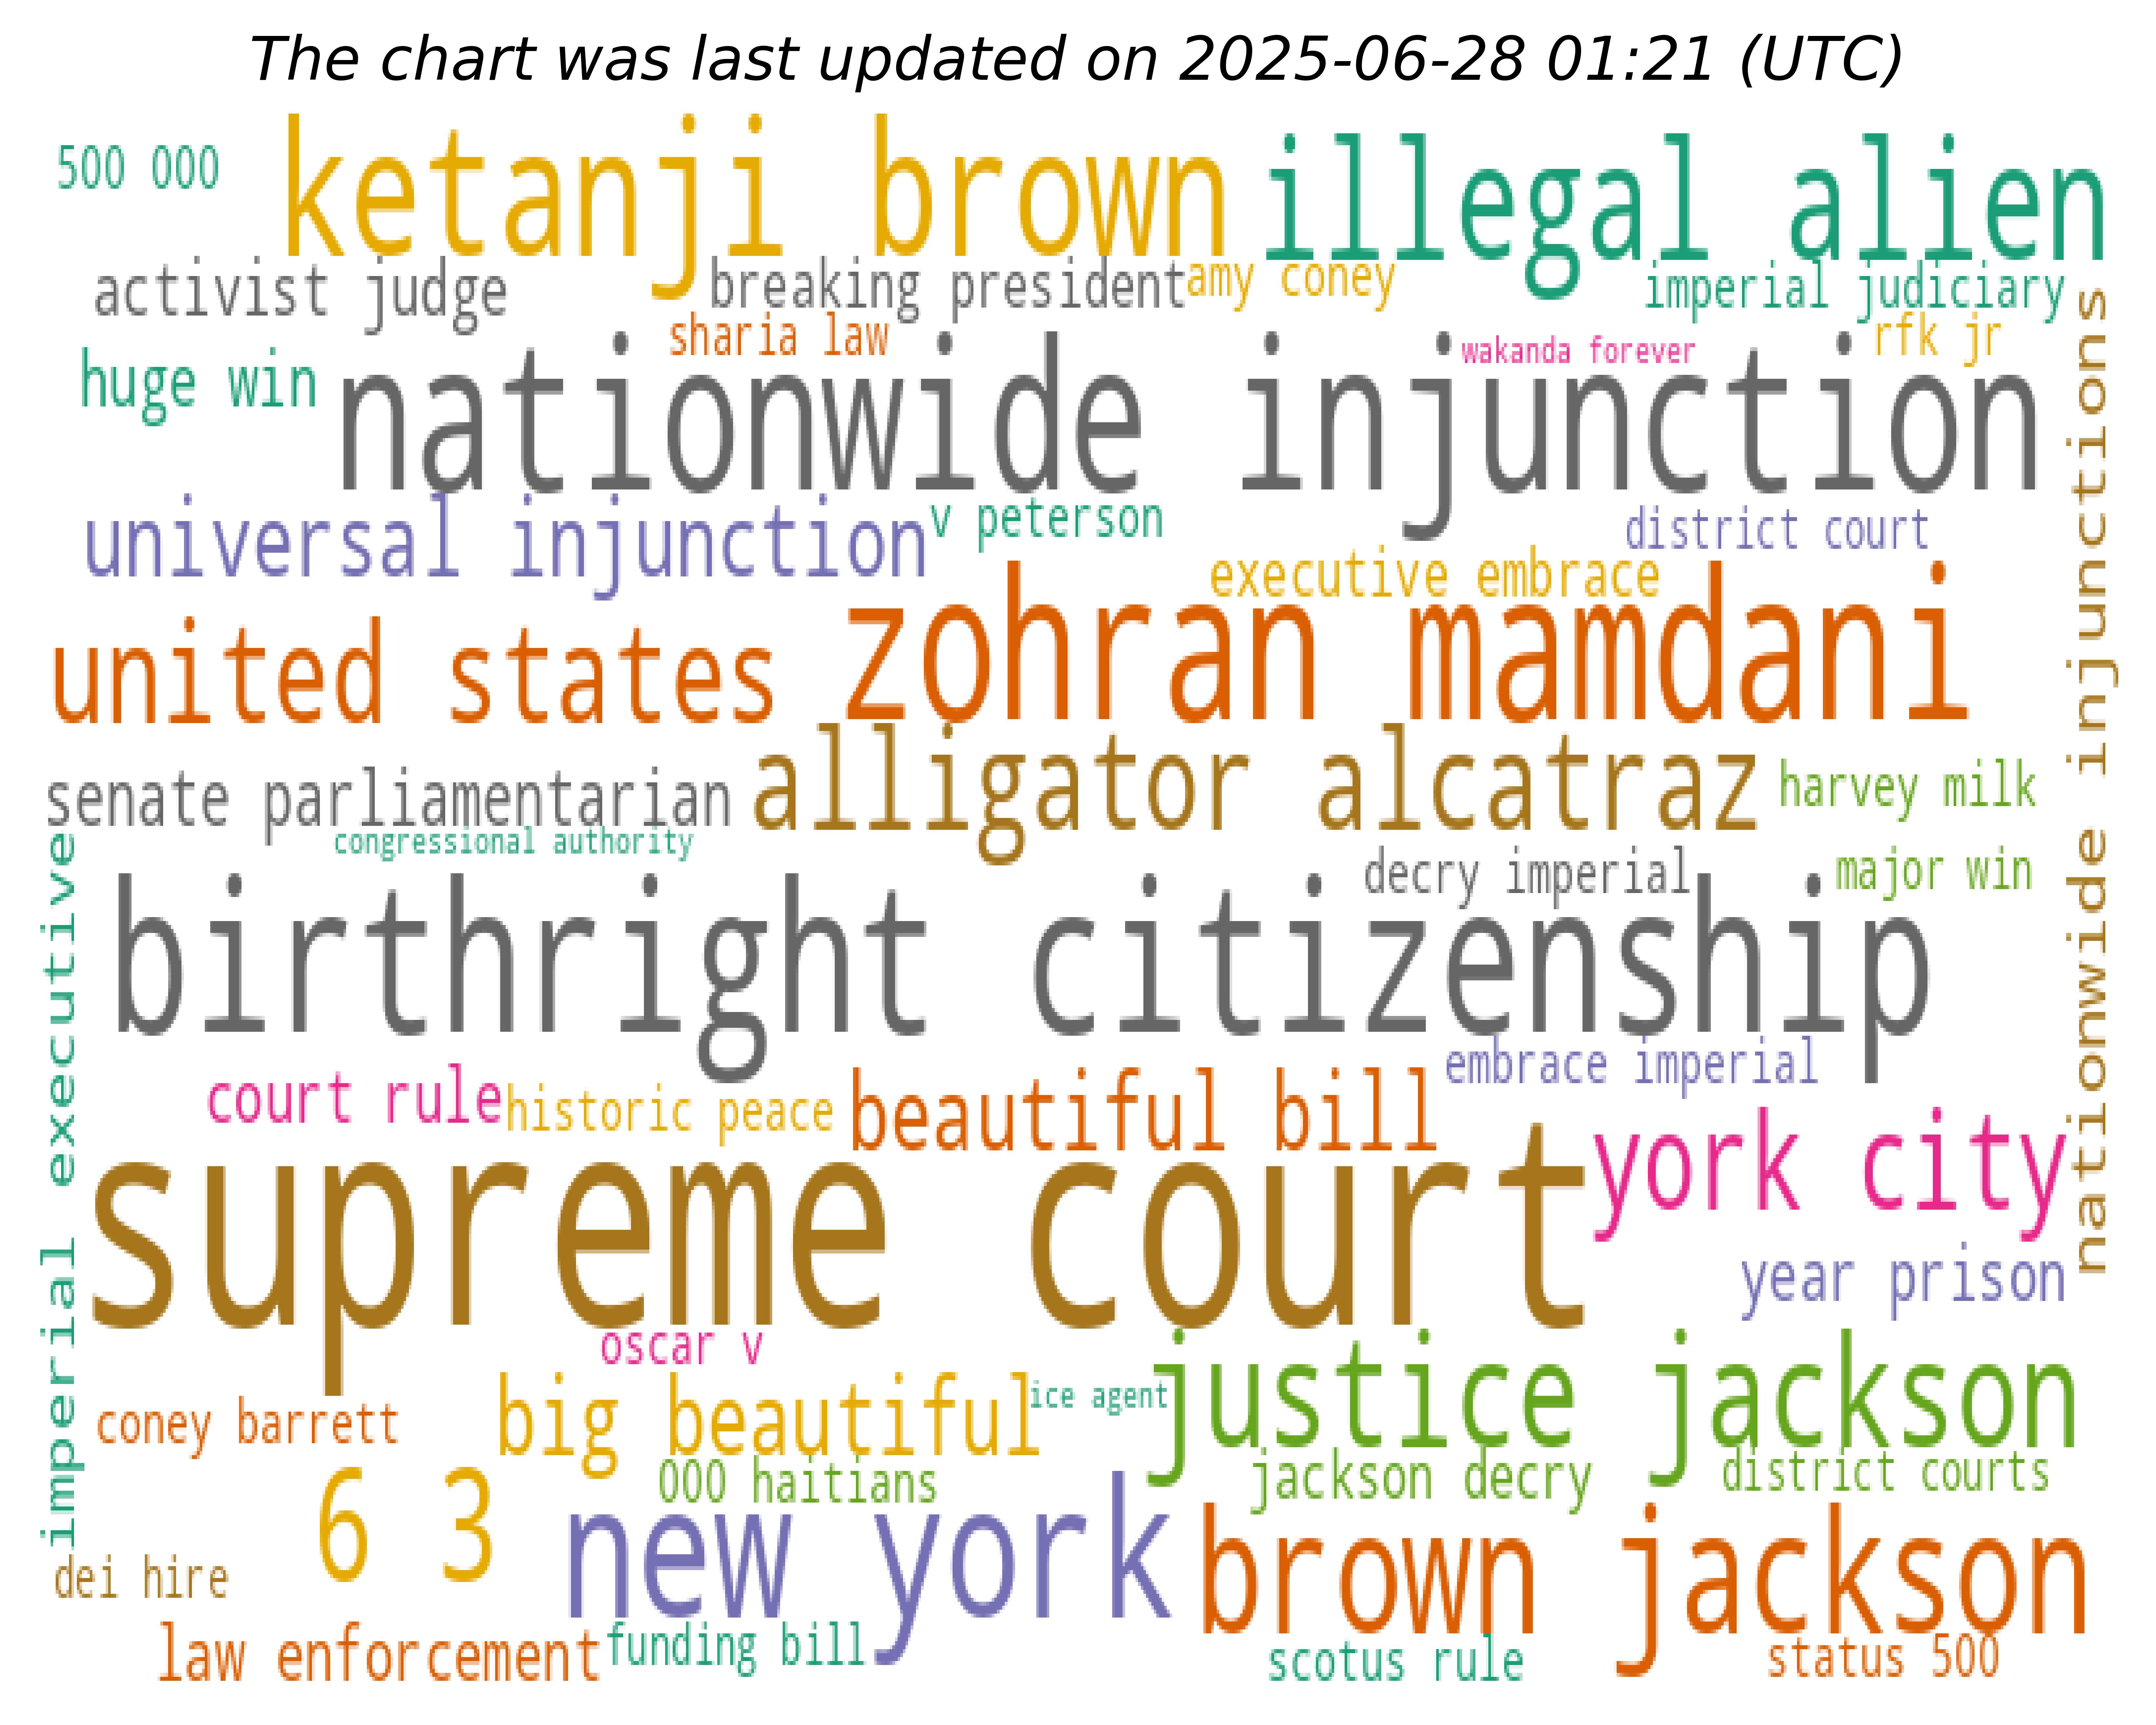 The chart was last updated on 2025-06-28 01:21 (UTC)
500 000
ketanji brown
illegal alien
activist judge
breaking president
amy coney
imperial judiciary
sharia law
wakanda forever
rfk jr
huge win
nationwide injunction
nationwide injunctions
universal injunction
v peterson
district court
executive embrace
united states
zohran mamdani
senate parliamentarian
alligator alcatraz
harvey milk
congressional authority
decry imperial
major win
birthright citizenship
imperial executive
embrace imperial
court rule
historic peace
beautiful bill
york city
supreme court
year prison
oscar v
justice jackson
coney barrett
big beautiful
ice agent
000 haitians
jackson decry
district courts
6 3
new york
brown jackson
dei hire
law enforcement
funding bill
scotus rule
status 500